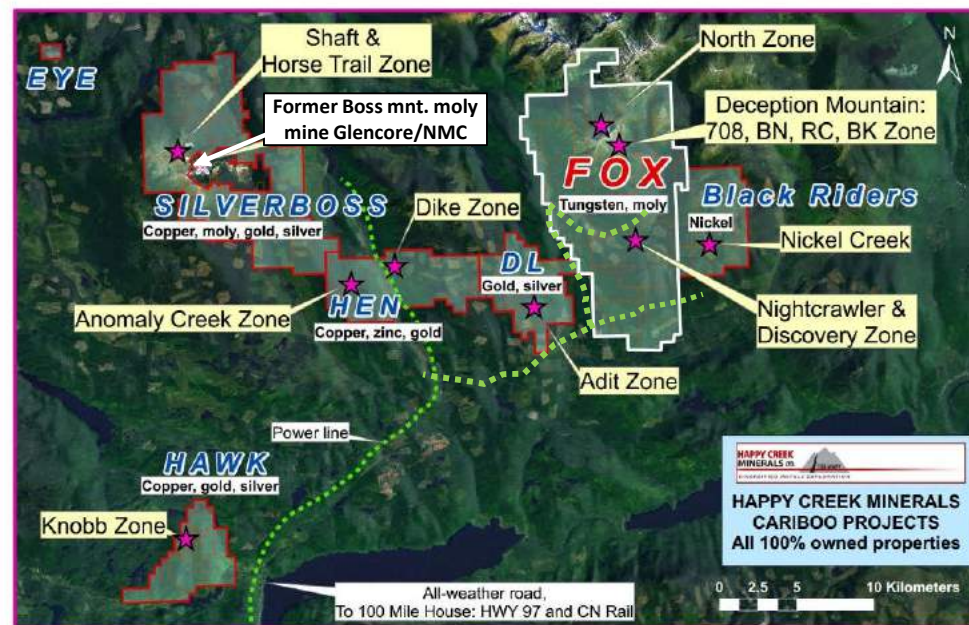 EYE
Shaft &
Horse Trail Zone
Former Boss mnt. moly
mine Glencore/NMC
SILVERBOSS
Copper, moly, gold, silver
North Zone
N
Deception Mountain:
708, BN, RC, BK Zone
FOX
Tungsten, moly
Black Riders
Nickel
Nickel Creek
Dike Zone
DL
Gold, silver
HEN
Copper, zinc, gold
Anomaly Creek Zone
Nightcrawler &
Discovery Zone
Adit Zone
Power line
HAWK
Copper, gold, silver
Knobb Zone
All-weather road,
To 100 Mile House: HWY 97 and CN Rail
HAPPY CREEK
MINERALS
HAPPY CREEK MINERALS
CARIBOO PROJECTS
All 100% owned properties
0 2.5 5 10 Kilometers